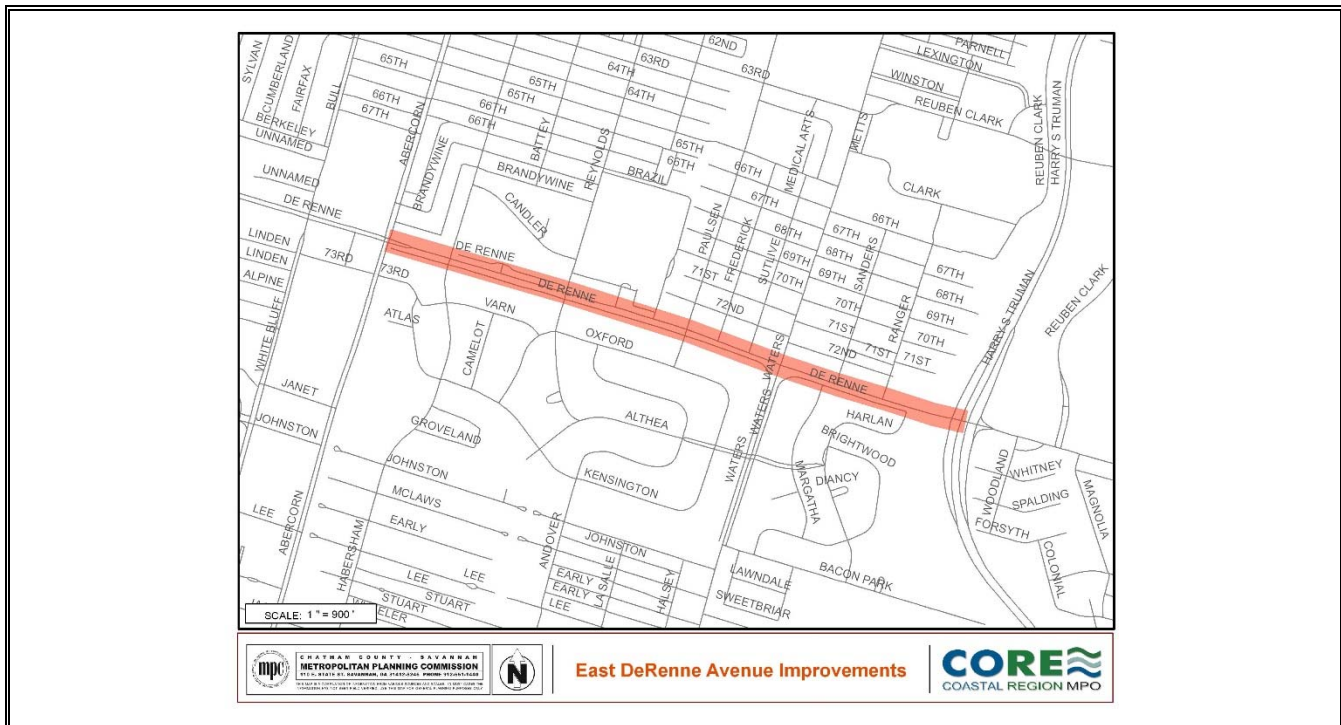 62ND
PARNELL
LEXINGTON
63RD
63RD
SYLVAN
CUMBERLAND
FAIRFAX
BULL
65TH
64TH
64TH
WINSTON
REUBEN CLARK
66TH
67TH
65TH
65TH
66TH
66TH
BERKELEY
UNNAMED
ABERCORN
BRANDYWINE
BATTEY
REYNOLDS
MEDICAL ARTS
METTS
REUBEN CLARK
HARRY S TRUMAN
65TH
66TH
66TH
BRAZIL
UNNAMED
DE RENNE
BRANDYWINE
CANDLER
CLARK
67TH
66TH
PAULSEN
FREDERICK
SUTLIVE
68TH
67TH
68TH
SANDERS
67TH
LINDEN
LINDEN
ALPINE
73RD
73RD
DE RENNE
DE RENNE
71ST
69TH
70TH
69TH
70TH
68TH
69TH
70TH
RANGER
HARRY S TRUMAN
REUBEN CLARK
WHITE BLUFF
ATLAS
VARN
CAMELOT
OXFORD
72ND
71ST
72ND
71ST
71ST
WATERS
WATERS
WATERS
DE RENNE
HARLAN
JANET
JOHNSTON
GROVELAND
ALTHEA
BRIGHTWOOD
KENSINGTON
MARGATHA
DIANCY
WOODLAND
WHITNEY
SPALDING
MAGNOLIA
FORSYTH
COLONIAL
JOHNSTON
MCLAWS
EARLY
LEE
ABERCORN
HABERSHAM
ANDOVER
JOHNSTON
LA SALLE
HALSEY
LEE
LEE
STUART
STUART
EARLY
EARLY
LEE
LAWNDALE
SWEETBRIAR
BACON PARK
SCALE: 1 " = 900 '
mpc
CHATHAM COUNTY - SAVANNAH
METROPOLITAN PLANNING COMMISSION
N
East DeRenne Avenue Improvements
CORE
COASTAL REGION MPO